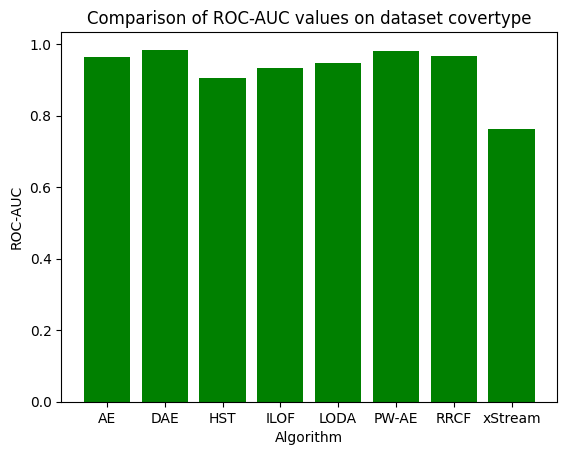 Comparison of ROC-AUC values on dataset covertype
1.0
0.8
0.6
0.4
0.2
0.0
ROC-AUC
AE DAE HST ILOF LODA PW-AE RRCF xStream
Algorithm